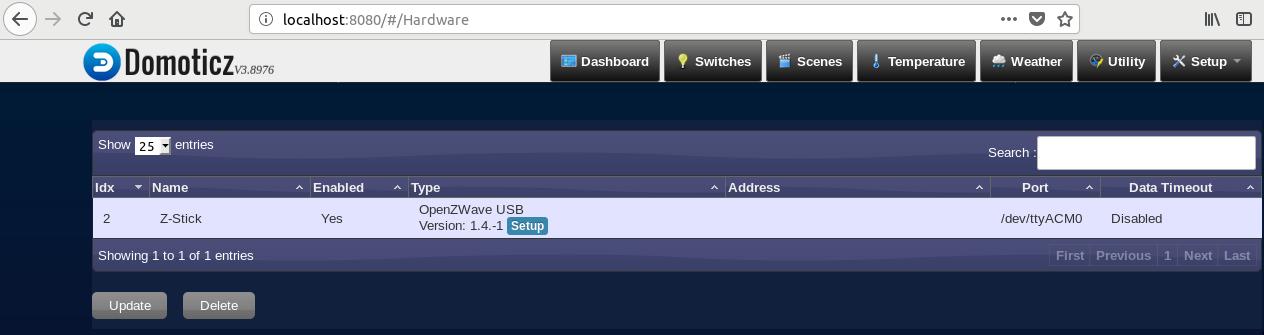 localhost:8080/#/Hardware
Domoticz V3.8976
Dashboard Switches Scenes Temperature Weather Utility Setup
Show 25 entries
Search :
Idx Name Enabled Type Address Port Data Timeout
2 Z-Stick Yes OpenZWave USB /dev/ttyACM0 Disabled
Version: 1.4.-1 Setup
Showing 1 to 1 of 1 entries
First Previous 1 Next Last
Update Delete